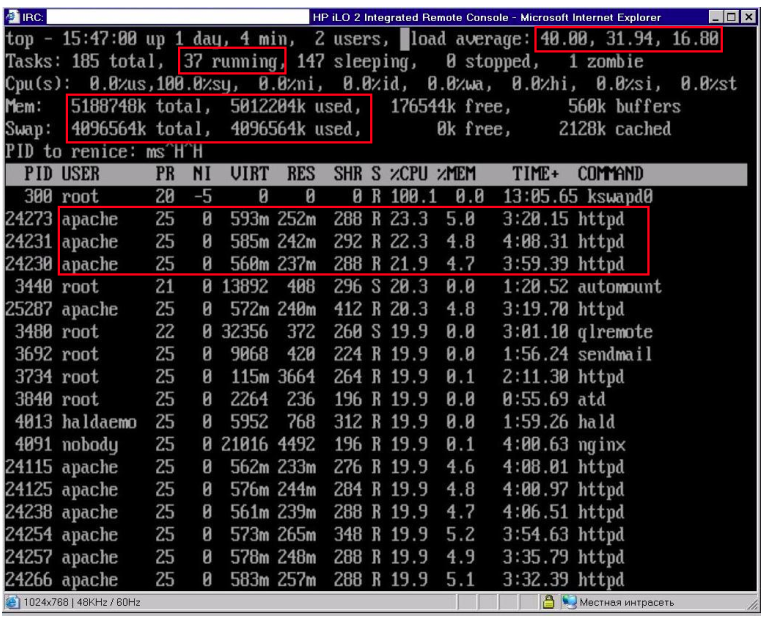 IRC: HP iLO 2 Integrated Remote Console - Microsoft Internet Explorer
top - 15:47:00 up 1 day, 4 min, 2 users, load average: 40.00, 31.94, 16.80
Tasks: 185 total, 37 running, 147 sleeping, 0 stopped, 1 zombie
Cpu(s): 0.0%us,100.0%sy, 0.0%ni, 0.0%id, 0.0%wa, 0.0%hi, 0.0%si, 0.0%st
Mem: 5188748k total, 5012204k used, 176544k free, 560k buffers
Swap: 4096564k total, 4096564k used, 0k free, 2128k cached
PID to renice: ms^H^H
PID USER PR NI VIRT RES SHR S %CPU %MEM TIME+ COMMAND
300 root 20 -5 0 0 0 R 100.1 0.0 13:05.65 kswapd0
24273 apache 25 0 593m 252m 288 R 23.3 5.0 3:20.15 httpd
24231 apache 25 0 585m 242m 292 R 22.3 4.8 4:08.31 httpd
24230 apache 25 0 560m 237m 288 R 21.9 4.7 3:59.39 httpd
3440 root 21 0 13892 408 296 S 20.3 0.0 1:20.52 automount
25287 apache 25 0 572m 240m 412 R 20.3 4.8 3:19.70 httpd
3480 root 22 0 32356 372 260 S 19.9 0.0 3:01.10 qlremote
3692 root 25 0 9068 420 224 R 19.9 0.0 1:56.24 sendmail
3734 root 25 0 115m 3664 264 R 19.9 0.1 2:11.30 httpd
3840 root 25 0 2264 236 196 R 19.9 0.0 0:55.69 atd
4013 haldaemo 25 0 5952 768 312 R 19.9 0.0 1:59.26 hald
4091 nobody 25 0 21016 4492 196 R 19.9 0.1 4:00.63 nginx
24115 apache 25 0 562m 233m 276 R 19.9 4.6 4:08.01 httpd
24125 apache 25 0 576m 244m 284 R 19.9 4.8 4:00.97 httpd
24238 apache 25 0 561m 239m 288 R 19.9 4.7 4:06.51 httpd
24254 apache 25 0 573m 265m 348 R 19.9 5.2 3:54.63 httpd
24257 apache 25 0 578m 248m 288 R 19.9 4.9 3:35.79 httpd
24266 apache 25 0 583m 257m 288 R 19.9 5.1 3:32.39 httpd
1024x768 | 48KHz / 60Hz Местная интрасеть